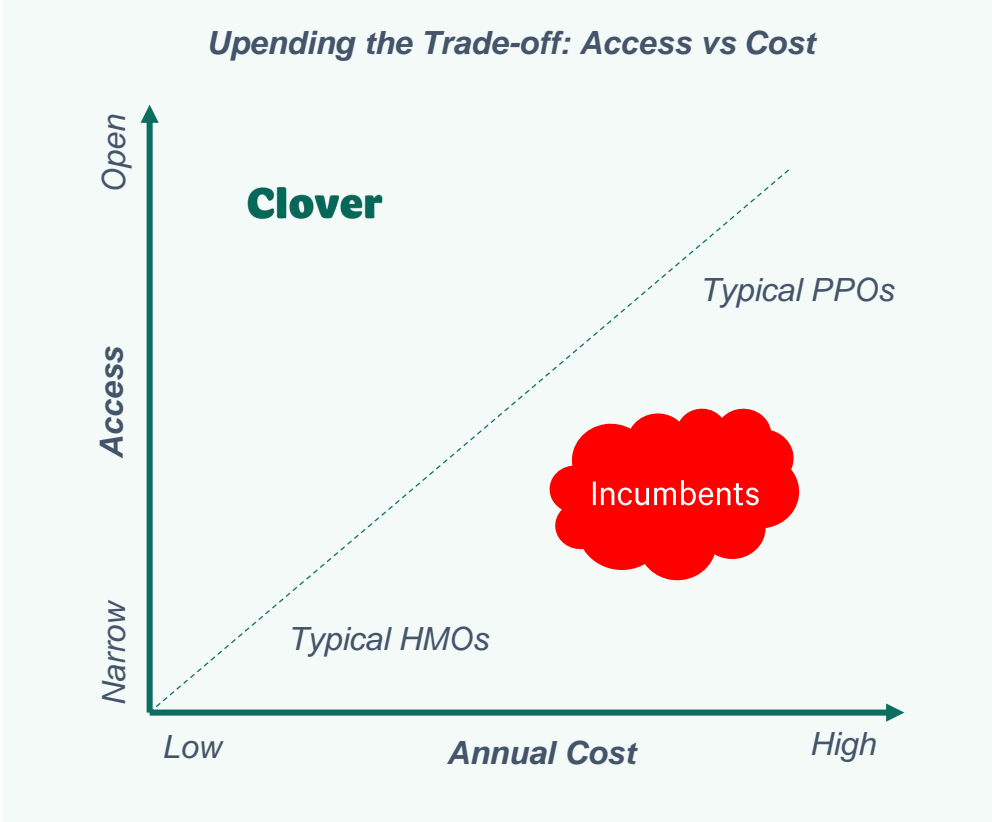 Upending the Trade-off: Access vs Cost
Open
Clover
Typical PPOs
Access
Incumbents
Narrow
Typical HMOs
Low
Annual Cost
High